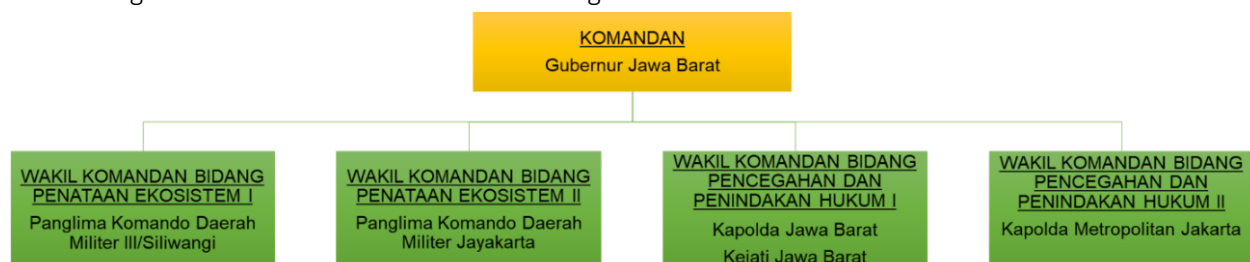 KOMANDAN
Gubernur Jawa Barat
WAKIL KOMANDAN BIDANG
PENATAAN EKOSISTEM I
Panglima Komando Daerah
Militer III/Siliwangi
WAKIL KOMANDAN BIDANG
PENATAAN EKOSISTEM II
Panglima Komando Daerah
Militer Jayakarta
WAKIL KOMANDAN BIDANG
PENCEGAHAN DAN
PENINDAKAN HUKUM I
Kapolda Jawa Barat
Kejati Jawa Barat
WAKIL KOMANDAN BIDANG
PENCEGAHAN DAN
PENINDAKAN HUKUM II
Kapolda Metropolitan Jakarta